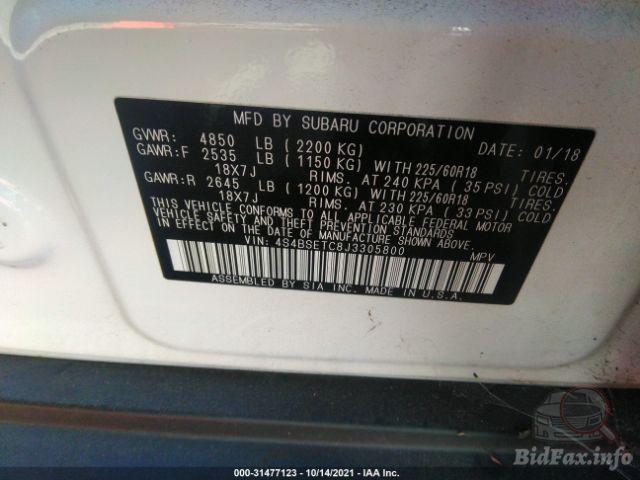 MFD BY SUBARU CORPORATION
GVWR: 4850 LB (2200 KG) DATE: 01/18
GAWR:F 2535 LB (1150 KG) WITH 225/60R18 TIRES.
18X7J RIMS. AT 240 KPA (35 PSI) COLD
GAWR:R 2645 LB (1200 KG) WITH 225/60R18 TIRES.
18X7J RIMS. AT 230 KPA (33 PSI) COLD
THIS VEHICLE CONFORMS TO ALL APPLICABLE FEDERAL MOTOR
VEHICLE SAFETY AND THEFT PREVENTION STANDARDS
IN EFFECT ON THE DATE OF MANUFACTURE SHOWN ABOVE.
VIN: 4S4BSETC8J3305800 MPV
ASSEMBLED BY SIA INC. MADE IN U.S.A.
BidFax.info
000-31477123 - 10/14/2021 - IAA Inc.